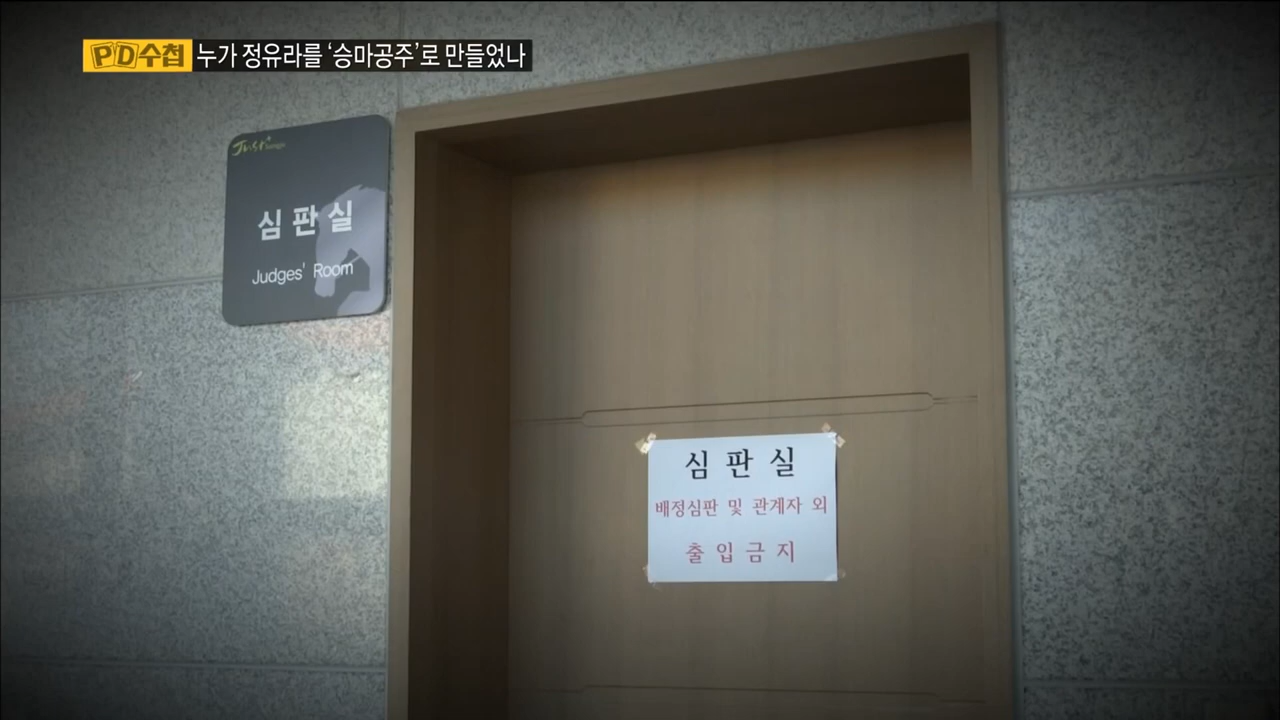 PD수첩 누가 정유라를 '승마공주'로 만들었나
심판실
Judges' Room
심 판 실
배정심판 및 관계자 외
출 입 금 지